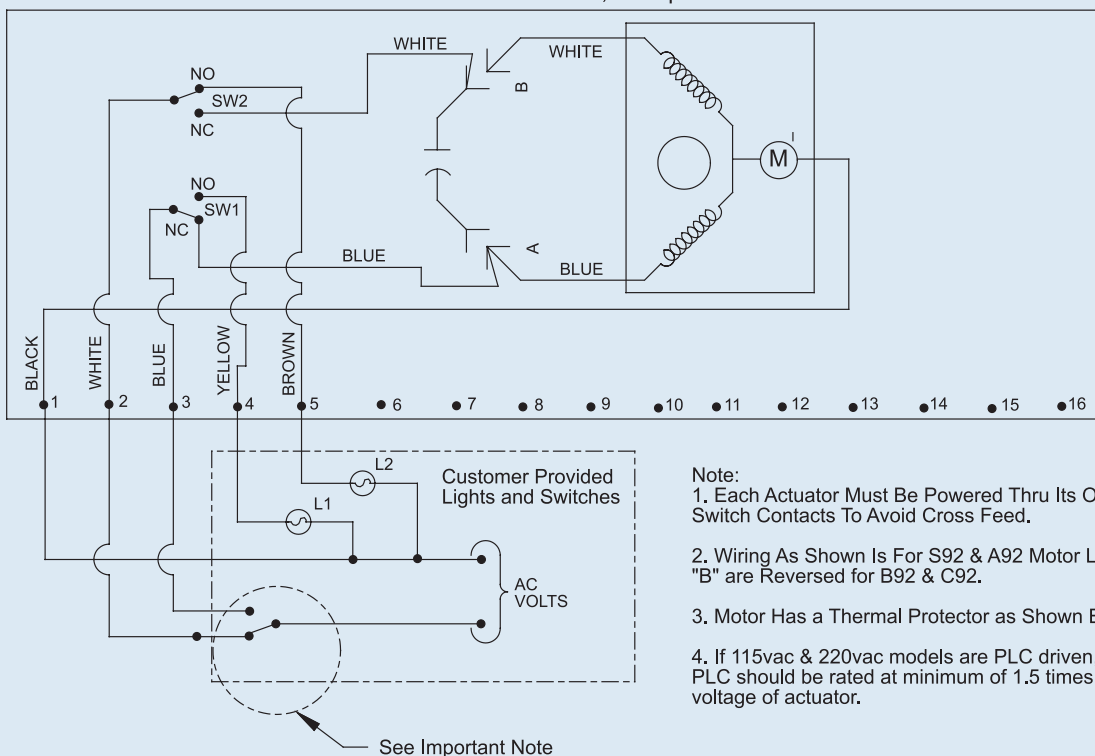 WHITE
WHITE
NO
SW2
NC
B
NO
SW1
NC
M
BLUE
A
BLUE
BLACK
WHITE
BLUE
YELLOW
BROWN
1 2 3 4 5 6 7 8 9 10 11 12 13 14 15 16
L2
L1
Customer Provided
Lights and Switches
AC
VOLTS
See Important Note
Note:
1. Each Actuator Must Be Powered Thru Its
Switch Contacts To Avoid Cross Feed.
2. Wiring As Shown Is For S92 & A92 Motor
"B" are Reversed for B92 & C92.
3. Motor Has a Thermal Protector as Shown
4. If 115vac & 220vac models are PLC driven
PLC should be rated at minimum of 1.5 times
voltage of actuator.